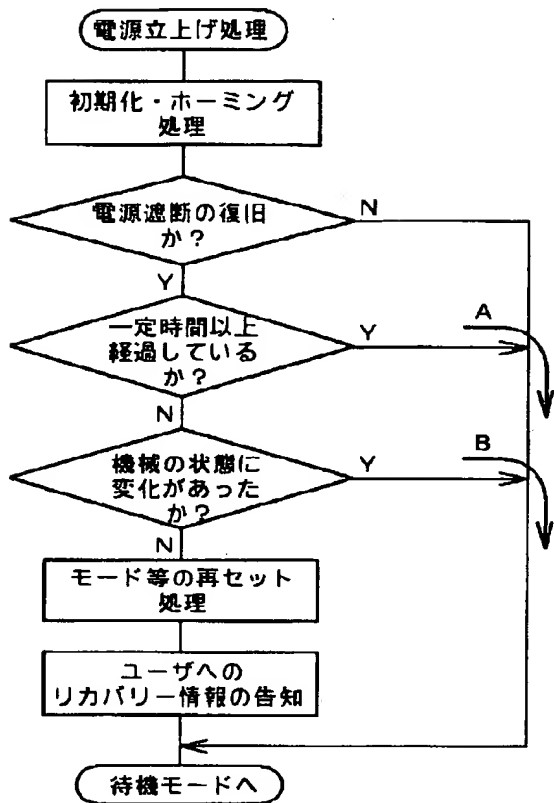 電源立上げ処理
初期化・ホーミング
処理
電源遮断の復旧
か？
N
Y
一定時間以上
経過している
か？
Y
A
N
機械の状態に
変化があった
か？
Y
B
N
モード等の再セット
処理
ユーザへの
リカバリー情報の告知
待機モードへ